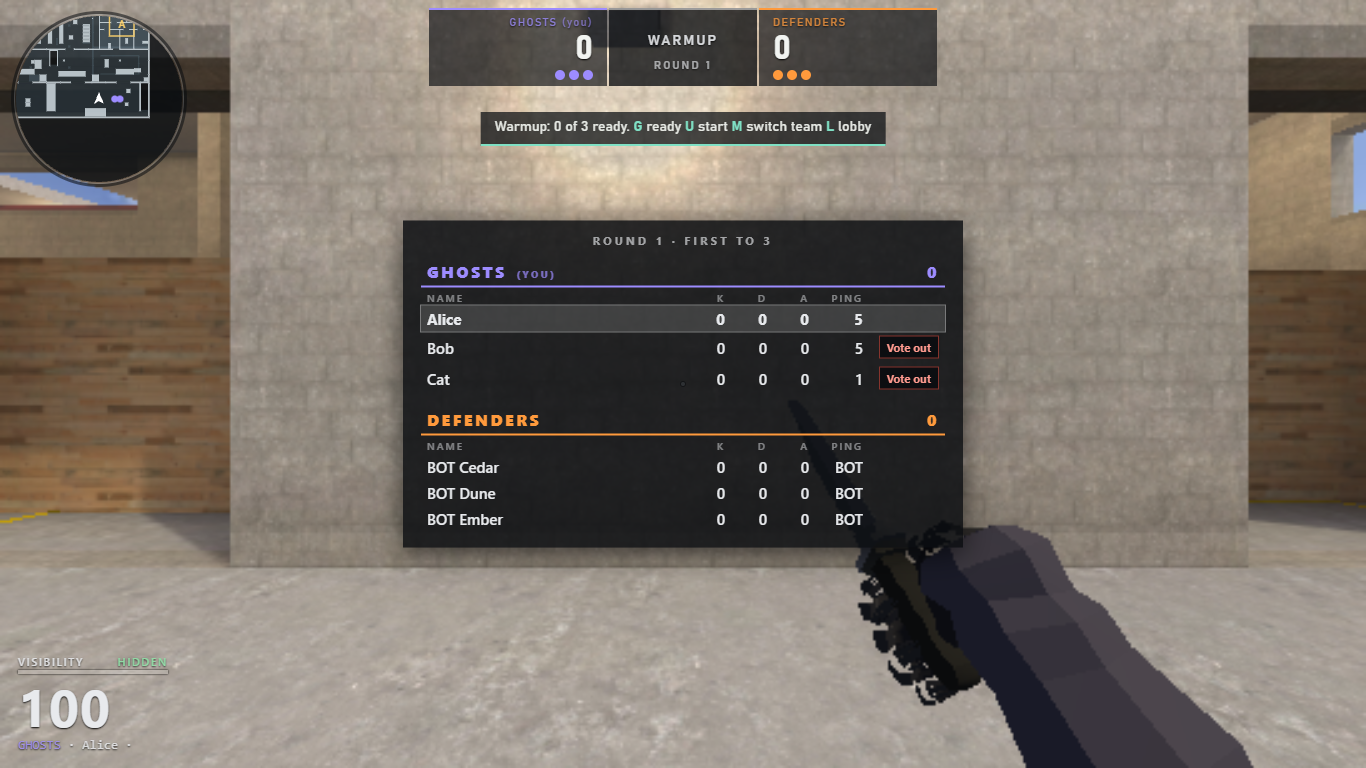 A
GHOSTS (you)
0
WARMUP
ROUND 1
DEFENDERS
0
Warmup: 0 of 3 ready. G ready U start M switch team L lobby
ROUND 1 · FIRST TO 3
GHOSTS (YOU) 0
NAME K D A PING
Alice 0 0 0 5
Bob 0 0 0 5 Vote out
Cat 0 0 0 1 Vote out
DEFENDERS 0
NAME K D A PING
BOT Cedar 0 0 0 BOT
BOT Dune 0 0 0 BOT
BOT Ember 0 0 0 BOT
VISIBILITY HIDDEN
100
GHOSTS · Alice ·